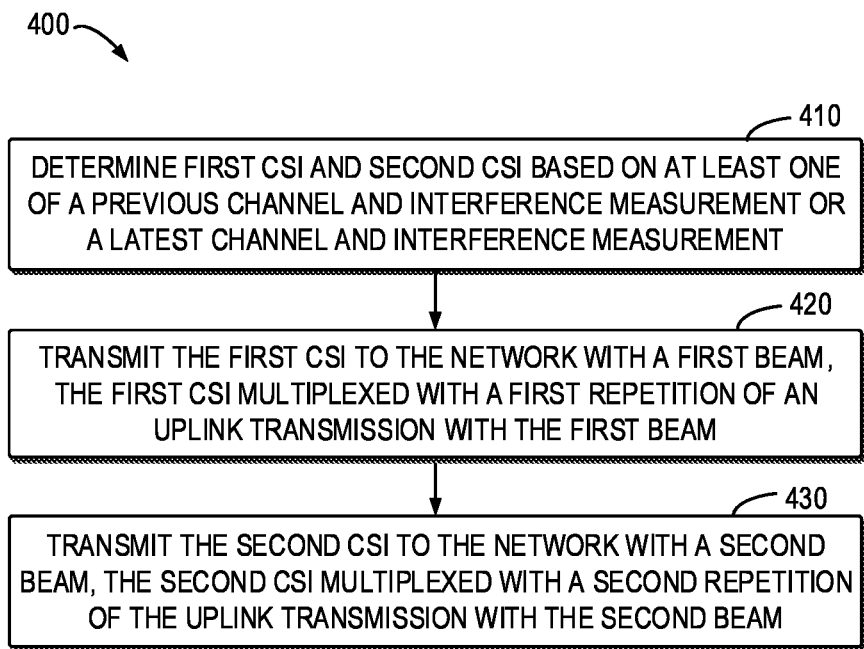 400
410
DETERMINE FIRST CSI AND SECOND CSI BASED ON AT LEAST ONE
OF A PREVIOUS CHANNEL AND INTERFERENCE MEASUREMENT OR
A LATEST CHANNEL AND INTERFERENCE MEASUREMENT
420
TRANSMIT THE FIRST CSI TO THE NETWORK WITH A FIRST BEAM,
THE FIRST CSI MULTIPLEXED WITH A FIRST REPETITION OF AN
UPLINK TRANSMISSION WITH THE FIRST BEAM
430
TRANSMIT THE SECOND CSI TO THE NETWORK WITH A SECOND
BEAM, THE SECOND CSI MULTIPLEXED WITH A SECOND REPETITION
OF THE UPLINK TRANSMISSION WITH THE SECOND BEAM